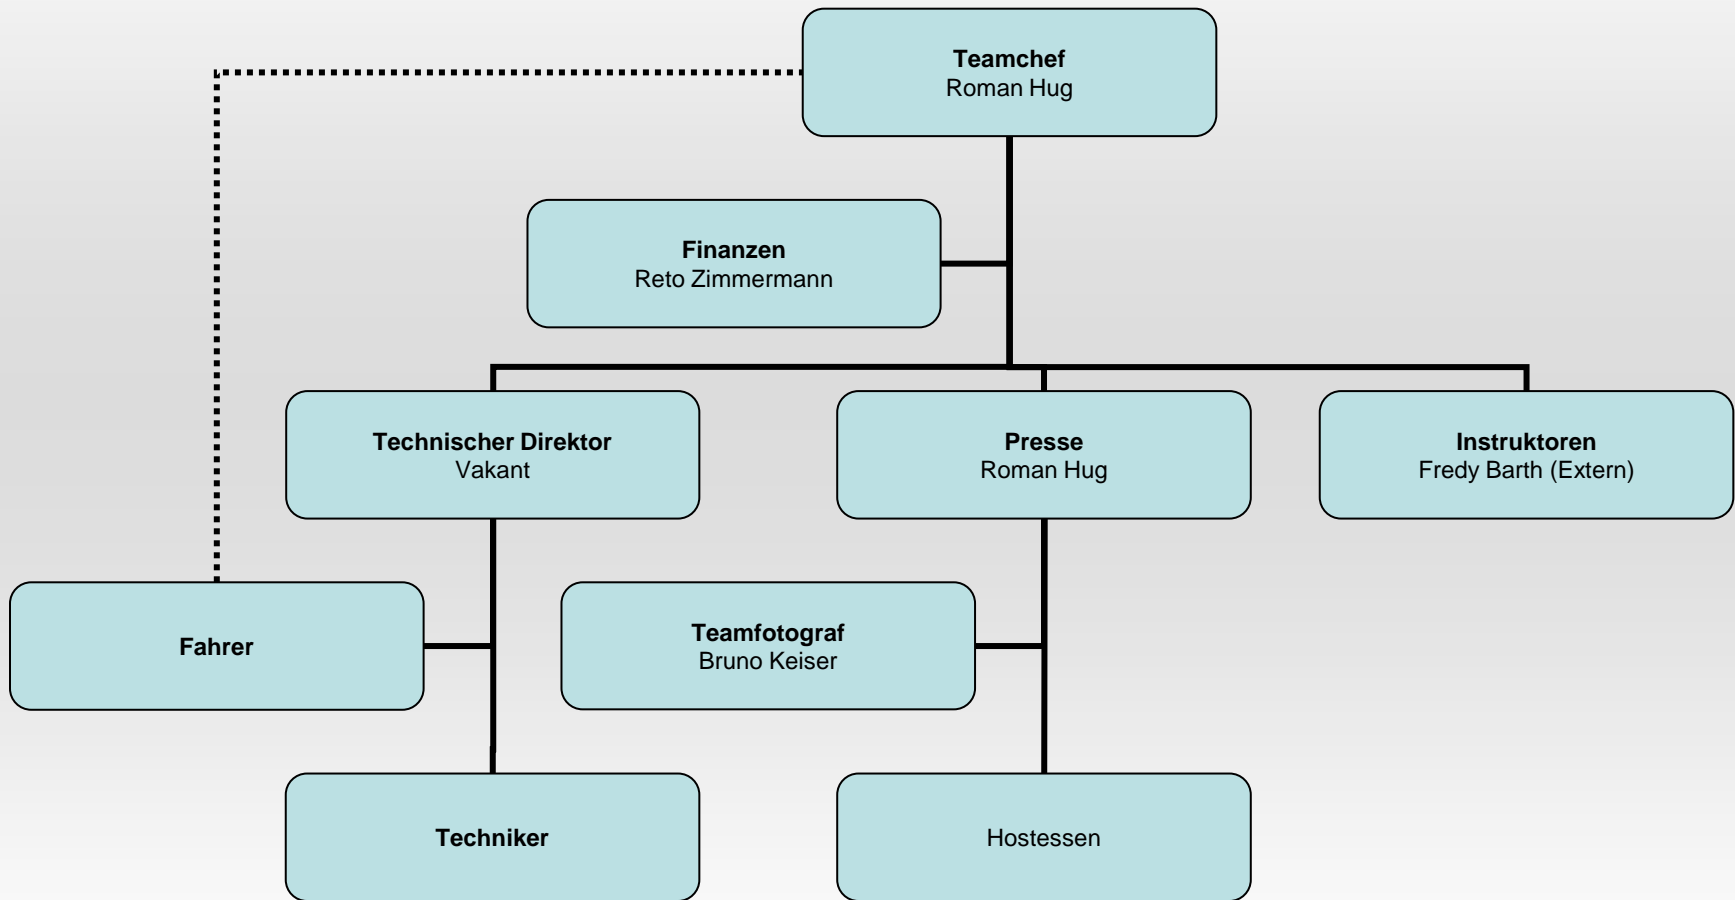 Teamchef
Roman Hug
Finanzen
Reto Zimmermann
Technischer Direktor
Vakant
Presse
Roman Hug
Instruktoren
Fredy Barth (Extern)
Fahrer
Teamfotograf
Bruno Keiser
Techniker
Hostessen